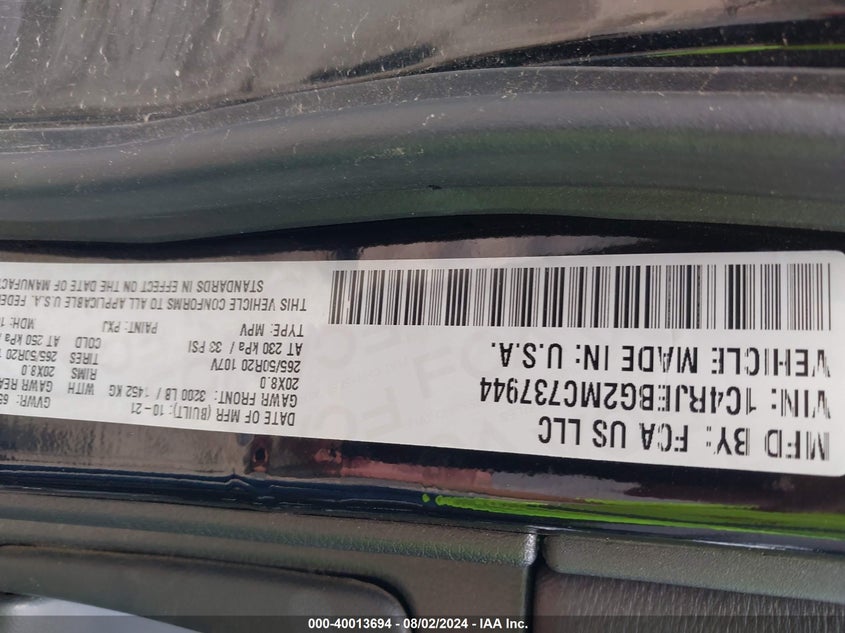 MFD BY: FCA US LLC
DATE OF MFR (BUILT): 10-21
GVWR:
VIN: 1C4RJEBG2MC737944
GAWR FRONT: 3200 LB / 1452 KG WITH
GAWR REA
20X8.0 RIMS 20X8.0
VEHICLE MADE IN: U.S.A.
265/50R20 107V TIRES 265/50R20
AT 230 kPa / 33 PSI COLD AT 250 kPa
TYPE: MPV PAINT: PXJ MDH:
THIS VEHICLE CONFORMS TO ALL APPLICABLE U.S.A. FEDE
STANDARDS IN EFFECT ON THE DATE OF MANUFAC
000-40013694 - 08/02/2024 - IAA Inc.